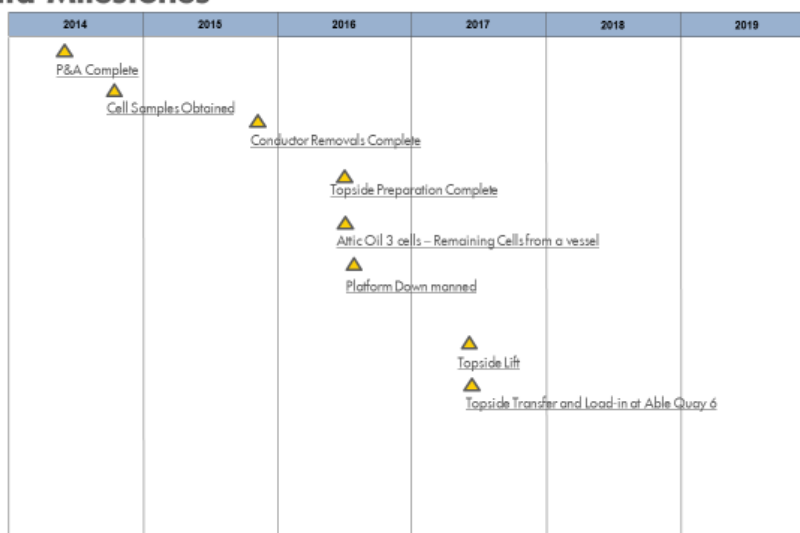 Milestones
2014 2015 2016 2017 2018 2019
P&A Complete
Cell Samples Obtained
Conductor Removals Complete
Topside Preparation Complete
Attic Oil 3 cells – Remaining Cells from a vessel
Platform Down manned
Topside Lift
Topside Transfer and Load-in at Able Quay 6